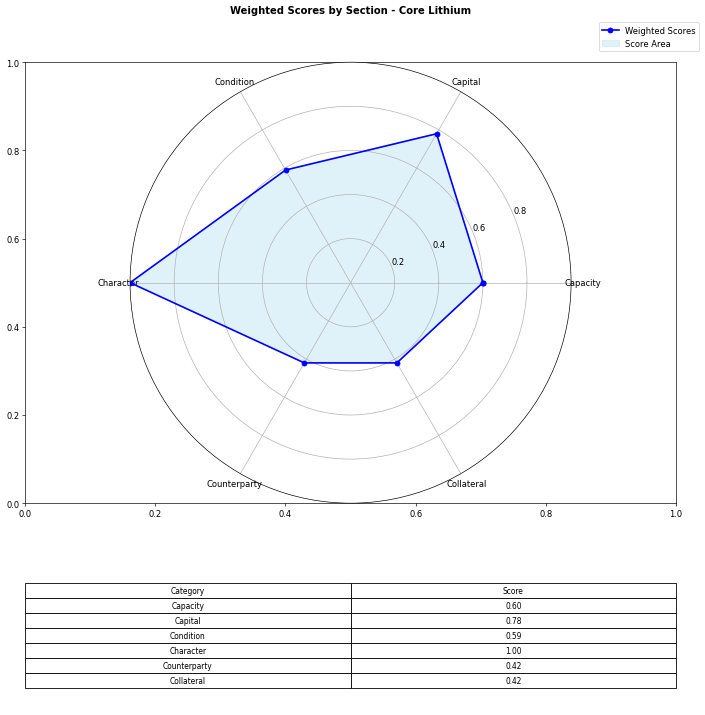 Weighted Scores by Section - Core Lithium
Weighted Scores
Score Area
1.0
0.8
0.6
0.4
0.2
0.0
0.0
0.2
0.4
0.6
0.8
1.0
Condition
Capital
Character
Capacity
Counterparty
Collateral
0.2
0.4
0.6
0.8
Category Score
Capacity 0.60
Capital 0.78
Condition 0.59
Character 1.00
Counterparty 0.42
Collateral 0.42